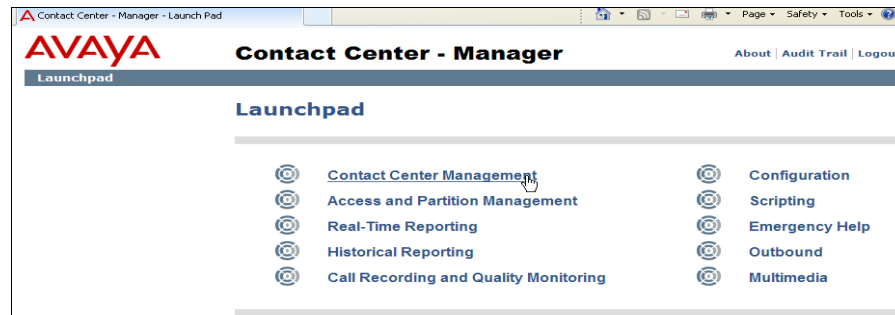 Contact Center - Manager - Launch Pad
Page Safety Tools
AVAYA
Contact Center - Manager
About | Audit Trail | Logou
Launchpad
Launchpad
Contact Center Management
Configuration
Access and Partition Management
Scripting
Real-Time Reporting
Emergency Help
Historical Reporting
Outbound
Call Recording and Quality Monitoring
Multimedia